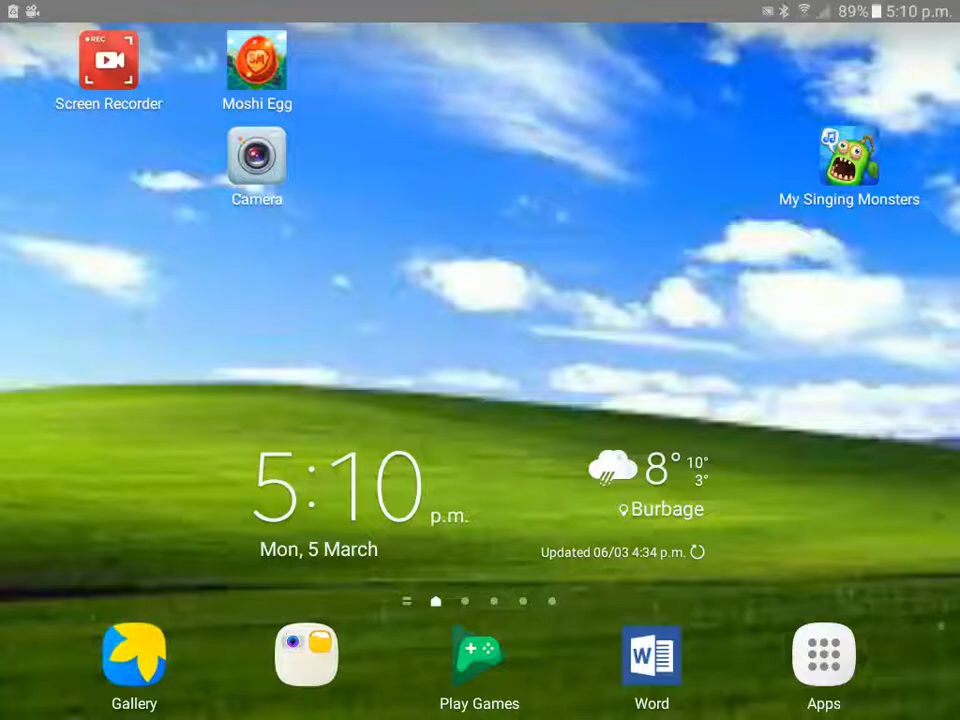 89% 5:10 p.m.
REC
SM
Screen Recorder
Moshi Egg
Camera
My Singing Monsters
5:10 p.m.
8° 10°
3°
Burbage
Mon, 5 March
Updated 06/03 4:34 p.m.
W
Gallery
Play Games
Word
Apps